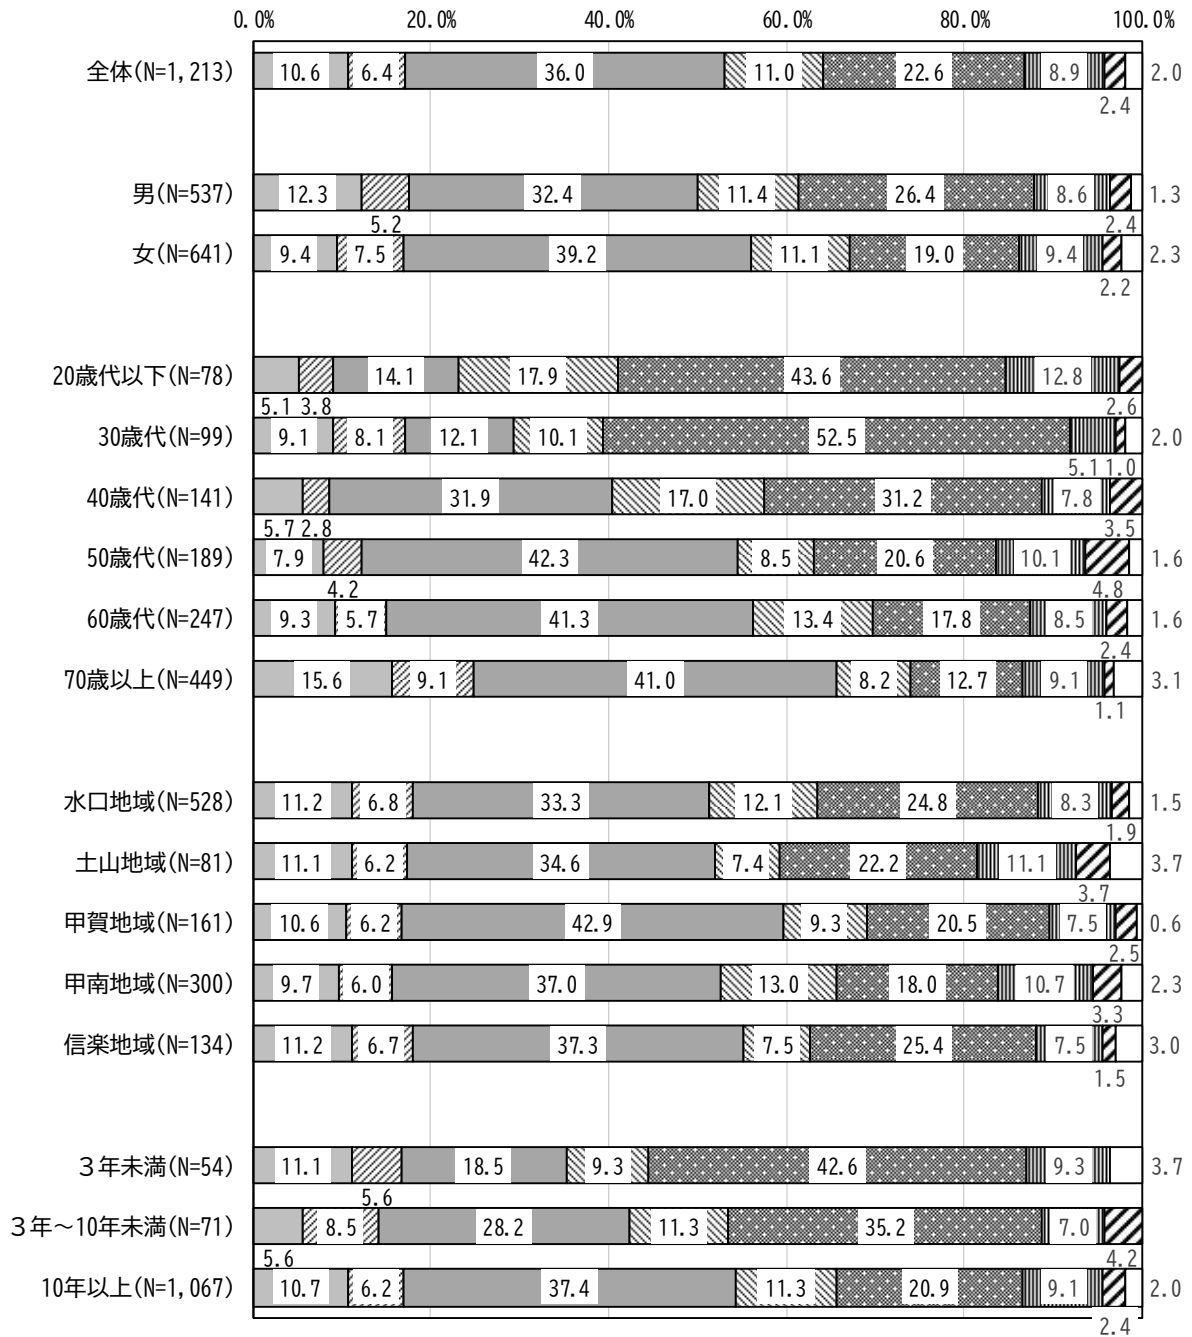 0.0% 20.0% 40.0% 60.0% 80.0% 100.0%
全体(N=1,213) 10.6 6.4 36.0 11.0 22.6 8.9 2.0
2.4
男(N=537) 12.3 32.4 11.4 26.4 8.6 1.3
5.2 2.4
女(N=641) 9.4 7.5 39.2 11.1 19.0 9.4 2.3
2.2
20歳代以下(N=78) 14.1 17.9 43.6 12.8
5.1 3.8 2.6
30歳代(N=99) 9.1 8.1 12.1 10.1 52.5 2.0
5.1 1.0
40歳代(N=141) 31.9 17.0 31.2 7.8
5.7 2.8 3.5
50歳代(N=189) 7.9 42.3 8.5 20.6 10.1 1.6
4.2 4.8
60歳代(N=247) 9.3 5.7 41.3 13.4 17.8 8.5 1.6
2.4
70歳以上(N=449) 15.6 9.1 41.0 8.2 12.7 9.1 3.1
1.1
水口地域(N=528) 11.2 6.8 33.3 12.1 24.8 8.3 1.5
1.9
土山地域(N=81) 11.1 6.2 34.6 7.4 22.2 11.1 3.7
3.7
甲賀地域(N=161) 10.6 6.2 42.9 9.3 20.5 7.5 0.6
2.5
甲南地域(N=300) 9.7 6.0 37.0 13.0 18.0 10.7 2.3
3.3
信楽地域(N=134) 11.2 6.7 37.3 7.5 25.4 7.5 3.0
1.5
３年未満(N=54) 11.1 18.5 9.3 42.6 9.3 3.7
5.6
３年～10年未満(N=71) 8.5 28.2 11.3 35.2 7.0
5.6 4.2
10年以上(N=1,067) 10.7 6.2 37.4 11.3 20.9 9.1 2.0
2.4